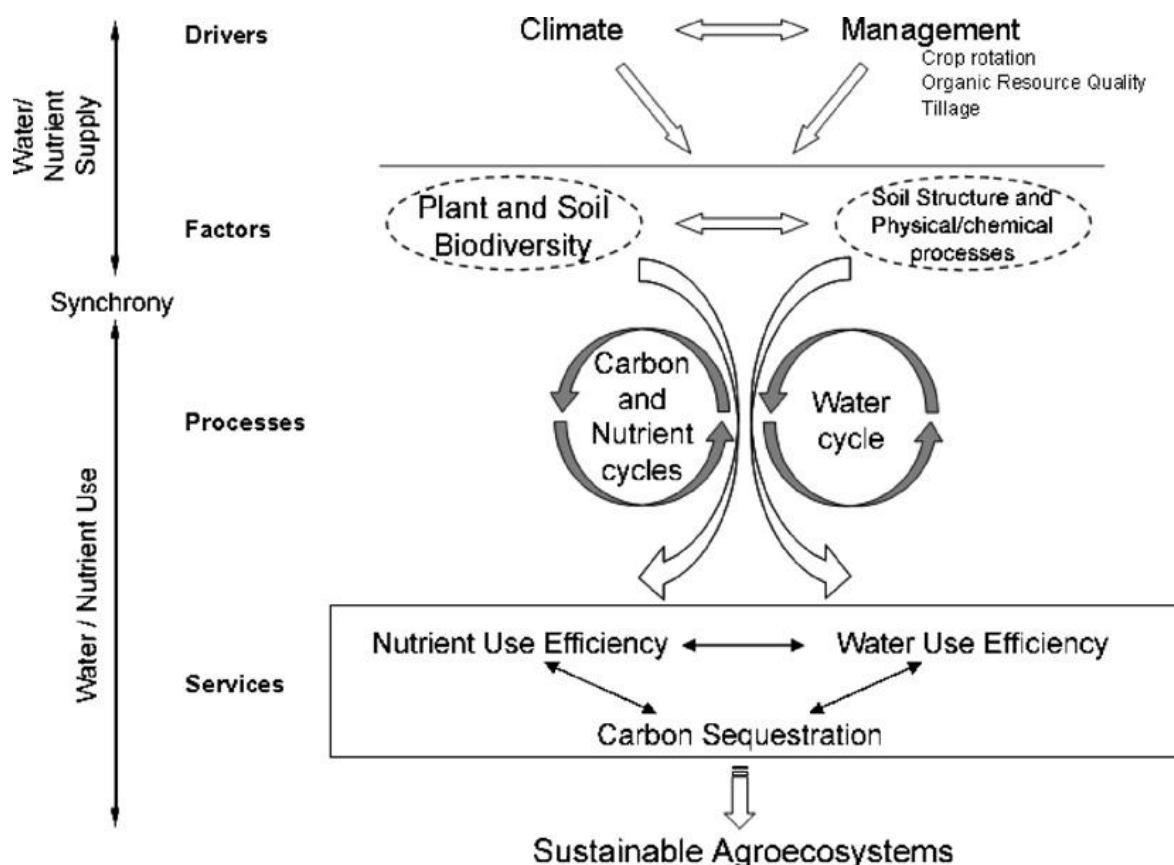 Drivers
Climate
Management
Crop rotation
Organic Resource Quality
Tillage
Water/
Nutrient
Supply
Factors
Plant and Soil
Biodiversity
Soil Structure and
Physical/chemical
processes
Synchrony
Processes
Carbon
and
Nutrient
cycles
Water
cycle
Water / Nutrient Use
Services
Nutrient Use Efficiency
Water Use Efficiency
Carbon Sequestration
Sustainable Agroecosystems